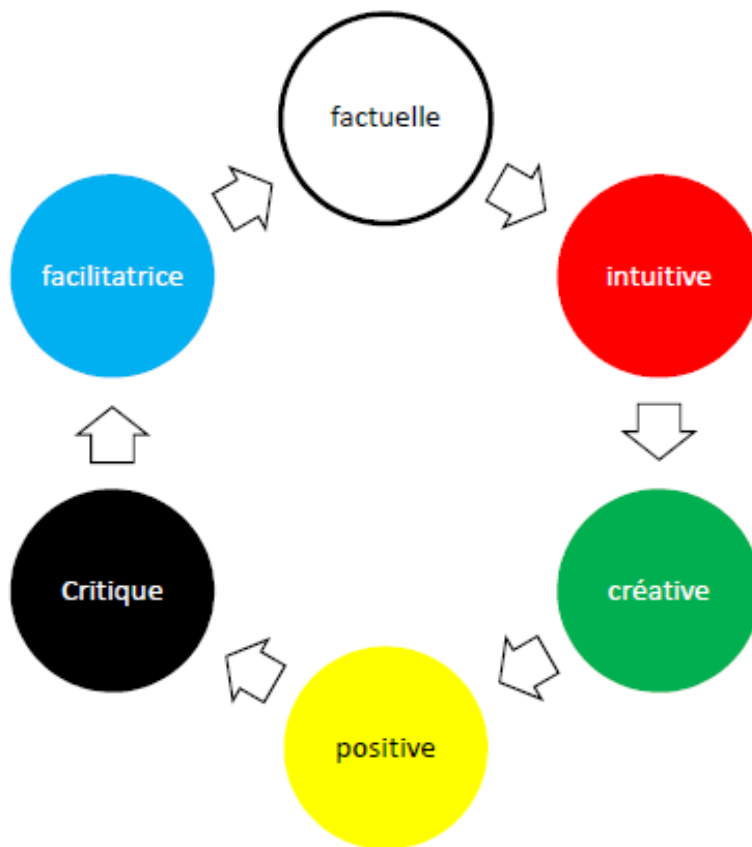 factuelle
facilitatrice
intuitive
Critique
créative
positive